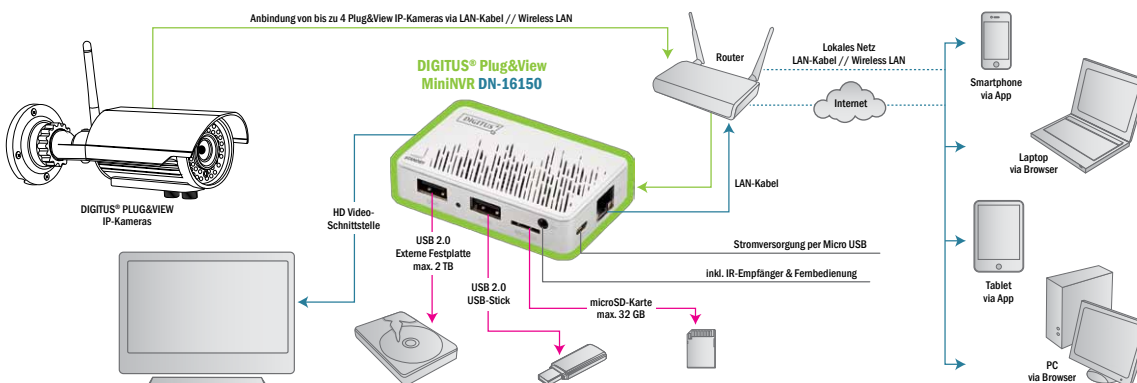 Anbindung von bis zu 4 Plug&View IP-Kameras via LAN-Kabel // Wireless LAN
DIGITUS® Plug&View
MiniNVR DN-16150
Router
Lokales Netz
LAN-Kabel // Wireless LAN
Internet
Smartphone
via App
Laptop
via Browser
DIGITUS®
DIGITUS® PLUG&VIEW
IP-Kameras
HD Video-
Schnittstelle
LAN-Kabel
USB 2.0
Externe Festplatte
max. 2 TB
USB 2.0
USB-Stick
microSD-Karte
max. 32 GB
Stromversorgung per Micro USB
inkl. IR-Empfänger & Fernbedienung
Tablet
via App
PC
via Browser